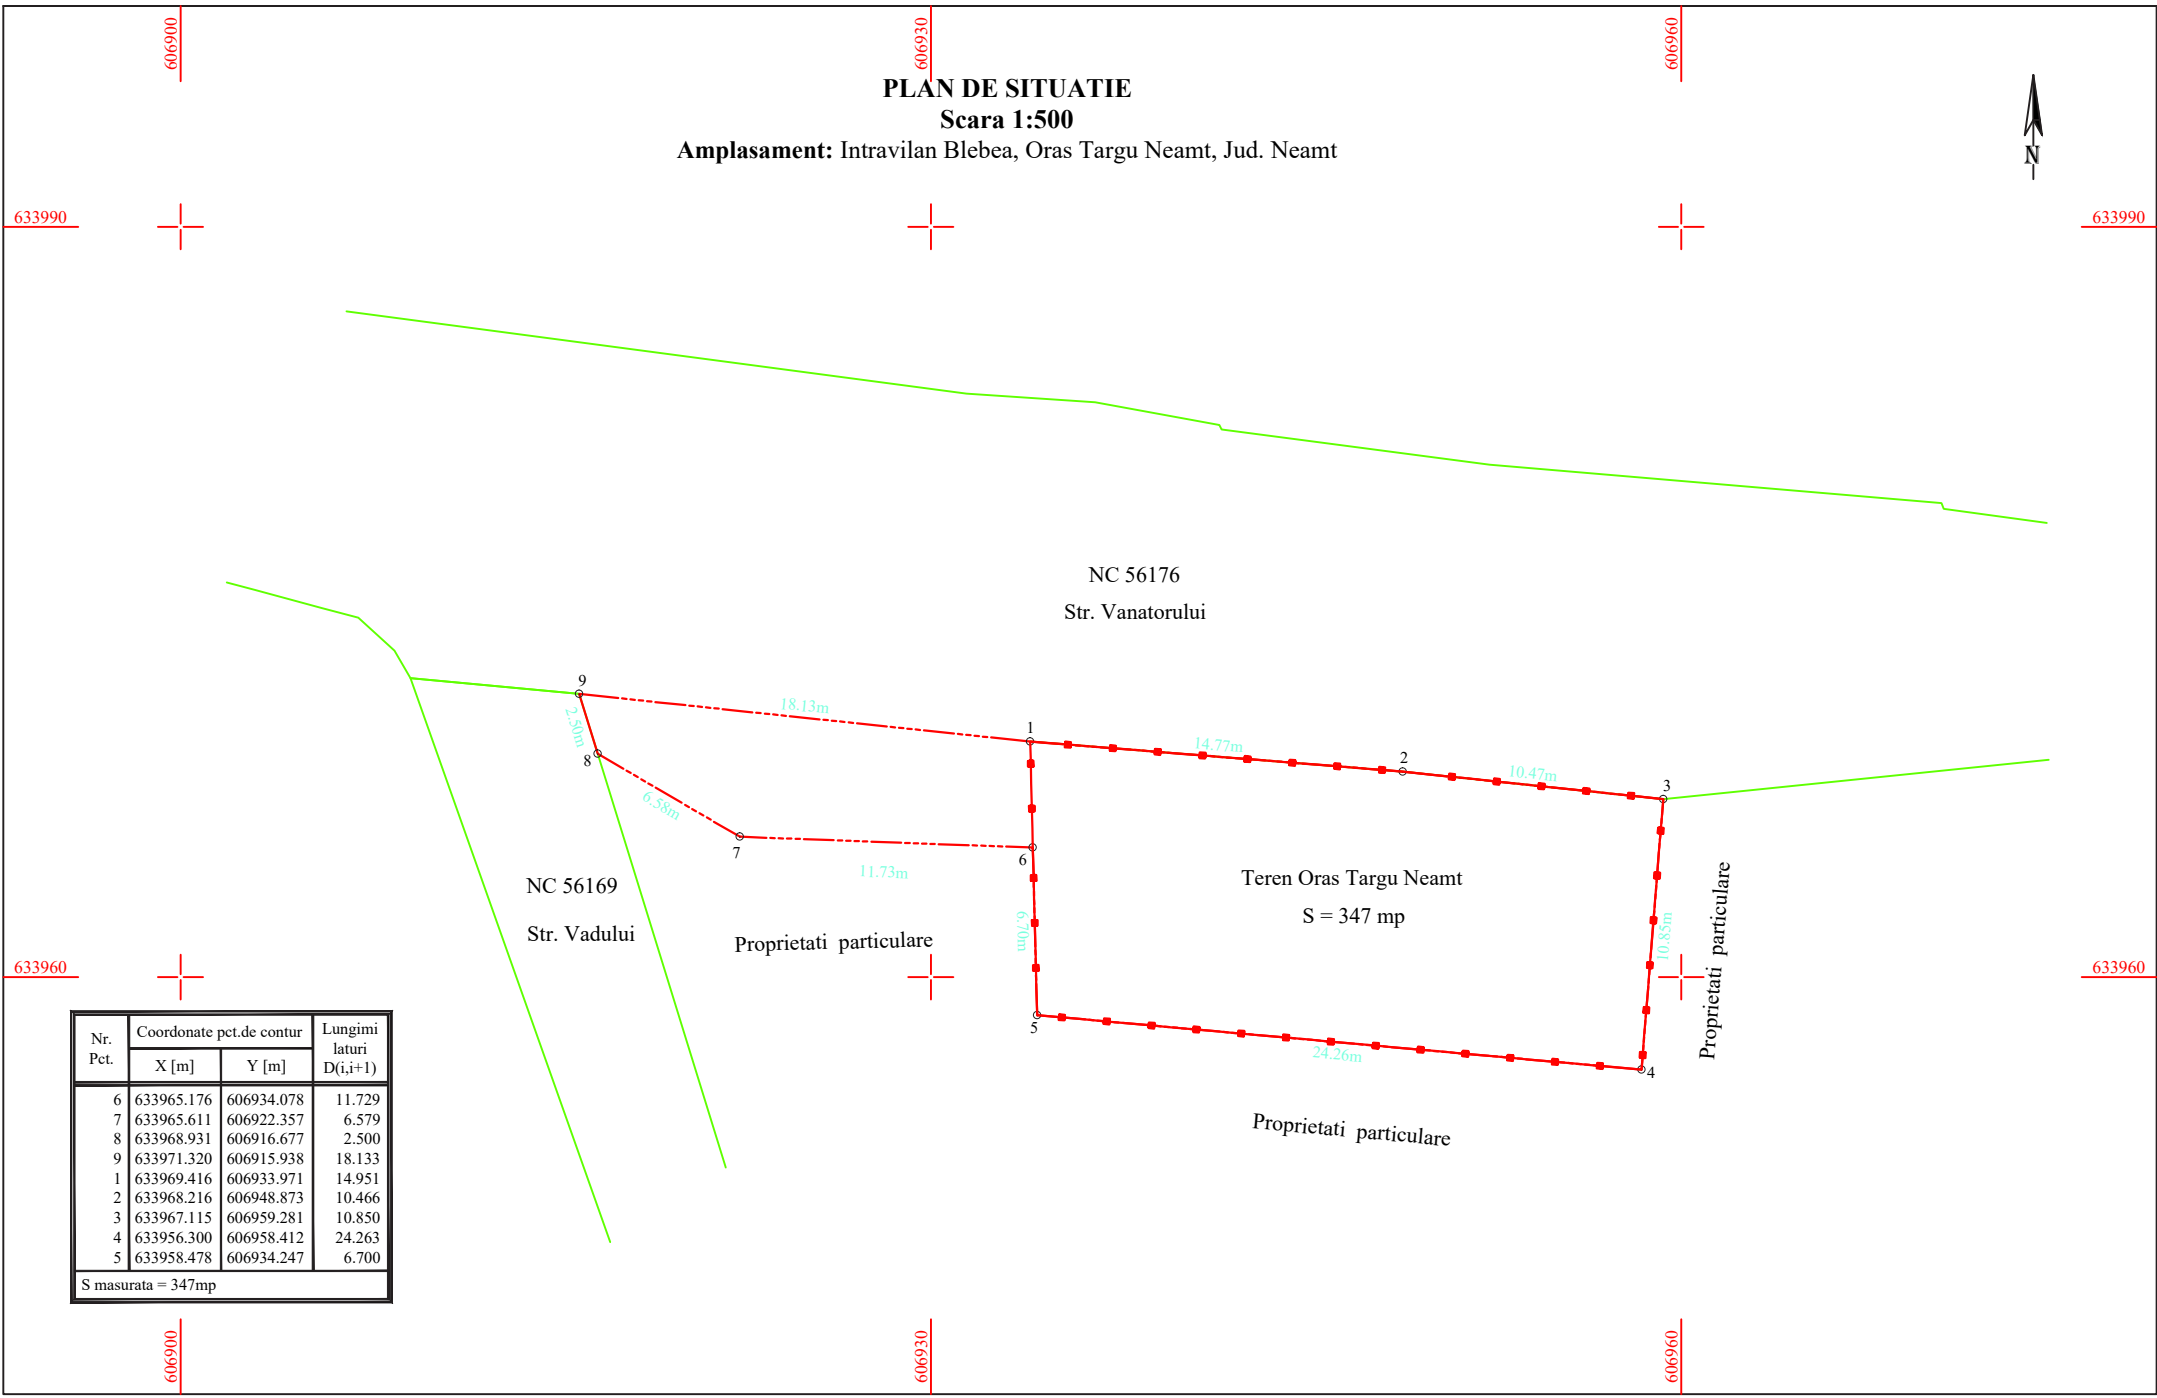 606900
606930
606960
PLAN DE SITUATIE
Scara 1:500
Amplasament: Intravilan Blebea, Oras Targu Neamt, Jud. Neamt
N
633990
633990
NC 56176
Str. Vanatorului
9
18.13m
2.50m
1
14.77m
2
10.47m
3
8
6.58m
7
6
11.73m
NC 56169
Str. Vadului
Proprietati particulare
6.70m
Teren Oras Targu Neamt
S = 347 mp
10.85m
Proprietati particulare
633960
633960
5
24.26m
4
Proprietati particulare
Nr. Pct. Coordonate pct.de contur Lungimi laturi D(i,i+1)
X [m] Y [m]
6 633965.176 606934.078 11.729
7 633965.611 606922.357 6.579
8 633968.931 606916.677 2.500
9 633971.320 606915.938 18.133
1 633969.416 606933.971 14.951
2 633968.216 606948.873 10.466
3 633967.115 606959.281 10.850
4 633956.300 606958.412 24.263
5 633958.478 606934.247 6.700
S masurata = 347mp
606900
606930
606960